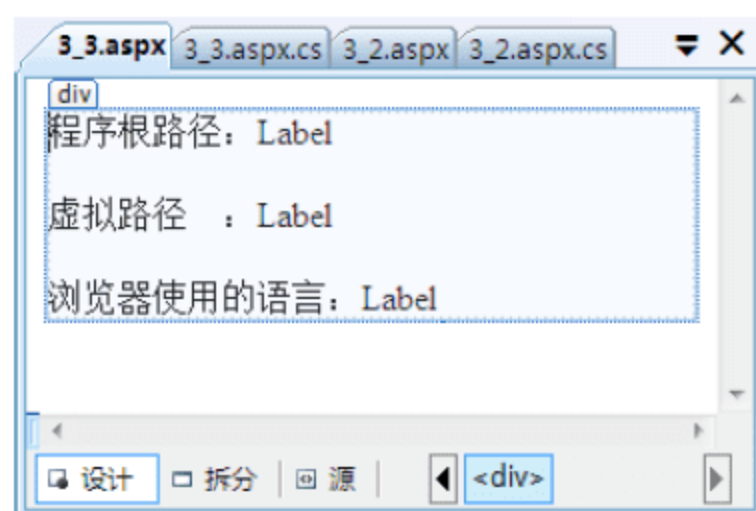 3_3.aspx 3_3.aspx.cs 3_2.aspx 3_2.aspx.cs
div
程序根路径：Label
虚拟路径　：Label
浏览器使用的语言：Label
设计 拆分 源 <div>